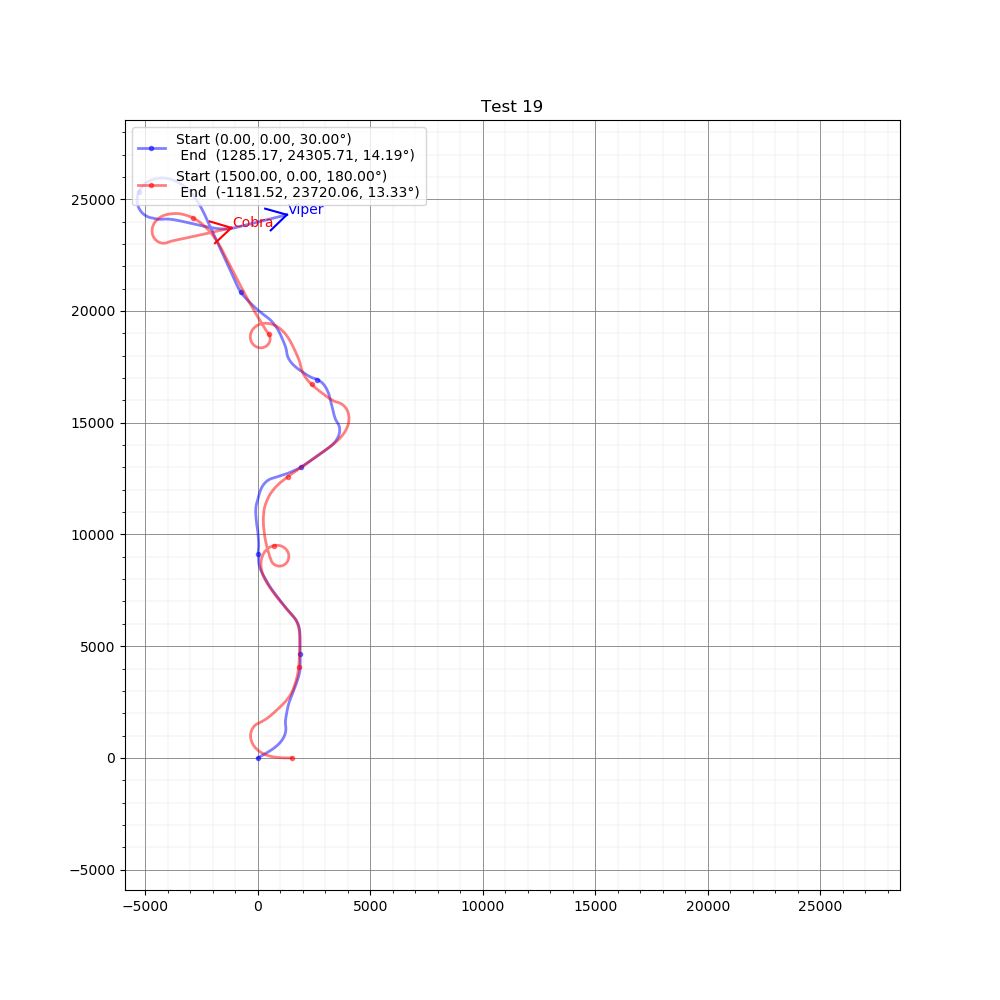 Test 19
Start (0.00, 0.00, 30.00°)
End (1285.17, 24305.71, 14.19°)
Start (1500.00, 0.00, 180.00°)
End (-1181.52, 23720.06, 13.33°)
Viper
Cobra
25000
20000
15000
10000
5000
0
−5000
−5000 0 5000 10000 15000 20000 25000